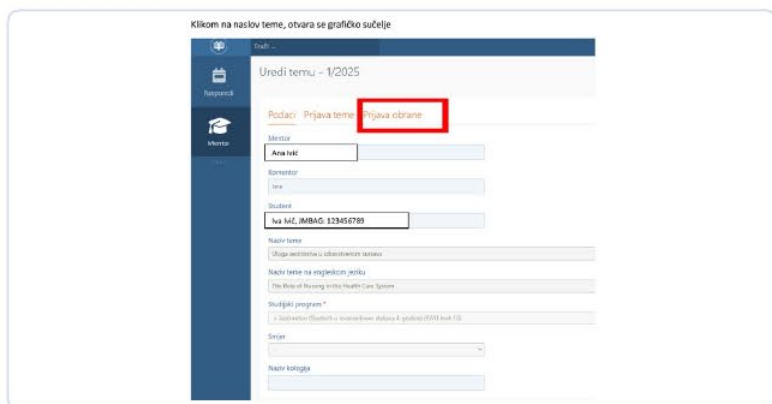 Klikom na naslov teme, otvara se grafičko sučelje
Traži ...
Uredi temu – 1/2025
Rasporedi
Mentor
Podaci Prijava teme Prijava obrane
Mentor
Ana Ivić
Komentor
Student
Iva Ivić, JMBAG: 123456789
Naziv teme
Uloga sestrinstva u zdravstvenom sustavu
Naziv teme na engleskom jeziku
The Role of Nursing in the Health Care System
Studijski program *
Smjer
Naziv kolegija